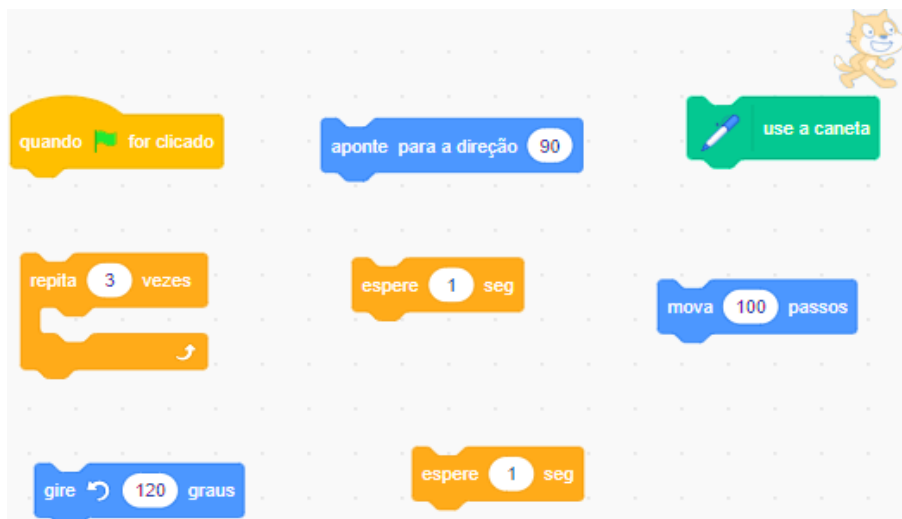 quando for clicado
aponte para a direção 90
use a caneta
repita 3 vezes
espere 1 seg
mova 100 passos
gire 120 graus
espere 1 seg